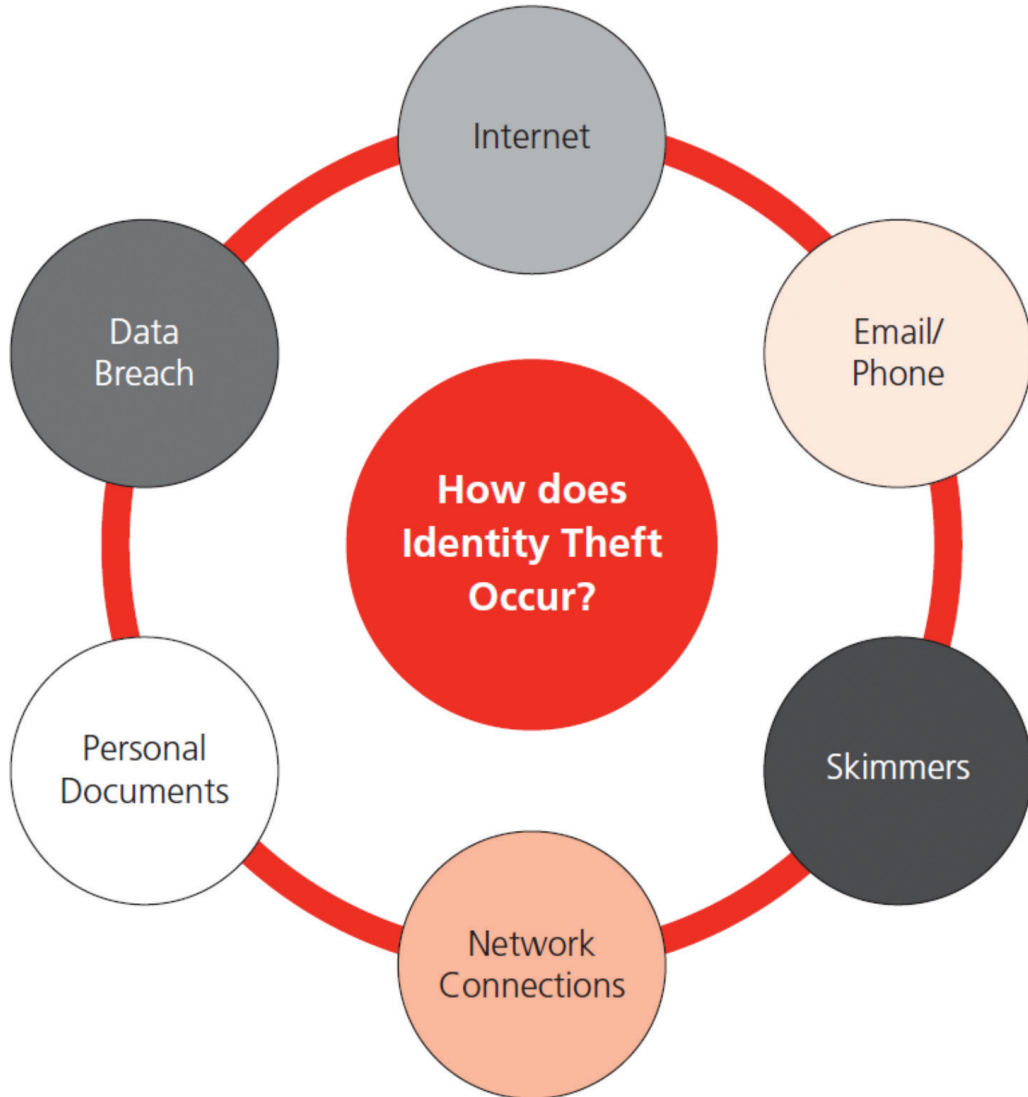 Internet
Email/
Phone
Skimmers
Network
Connections
Personal
Documents
Data
Breach
How does
Identity Theft
Occur?